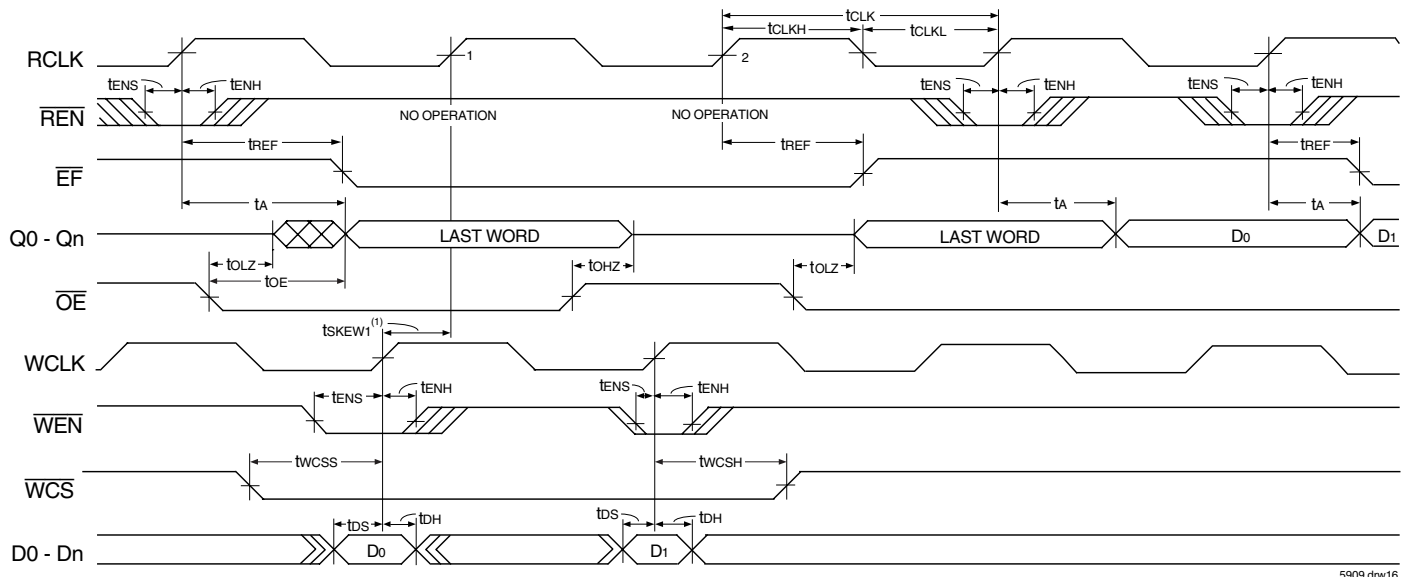 tCLK
tCLKH tCLKL
RCLK 1 2
tENS tENH tENS tENH tENS tENH
REN NO OPERATION NO OPERATION
tREF tREF tREF
EF
tA tA tA
Q0 - Qn LAST WORD LAST WORD D0 D1
tOLZ tOHZ tOLZ
tOE
OE
tSKEW1(1)
WCLK
tENS tENH tENS tENH
WEN
tWCSS tWCSH
WCS
tDS tDH tDS tDH
D0 - Dn D0 D1
5909 drw16